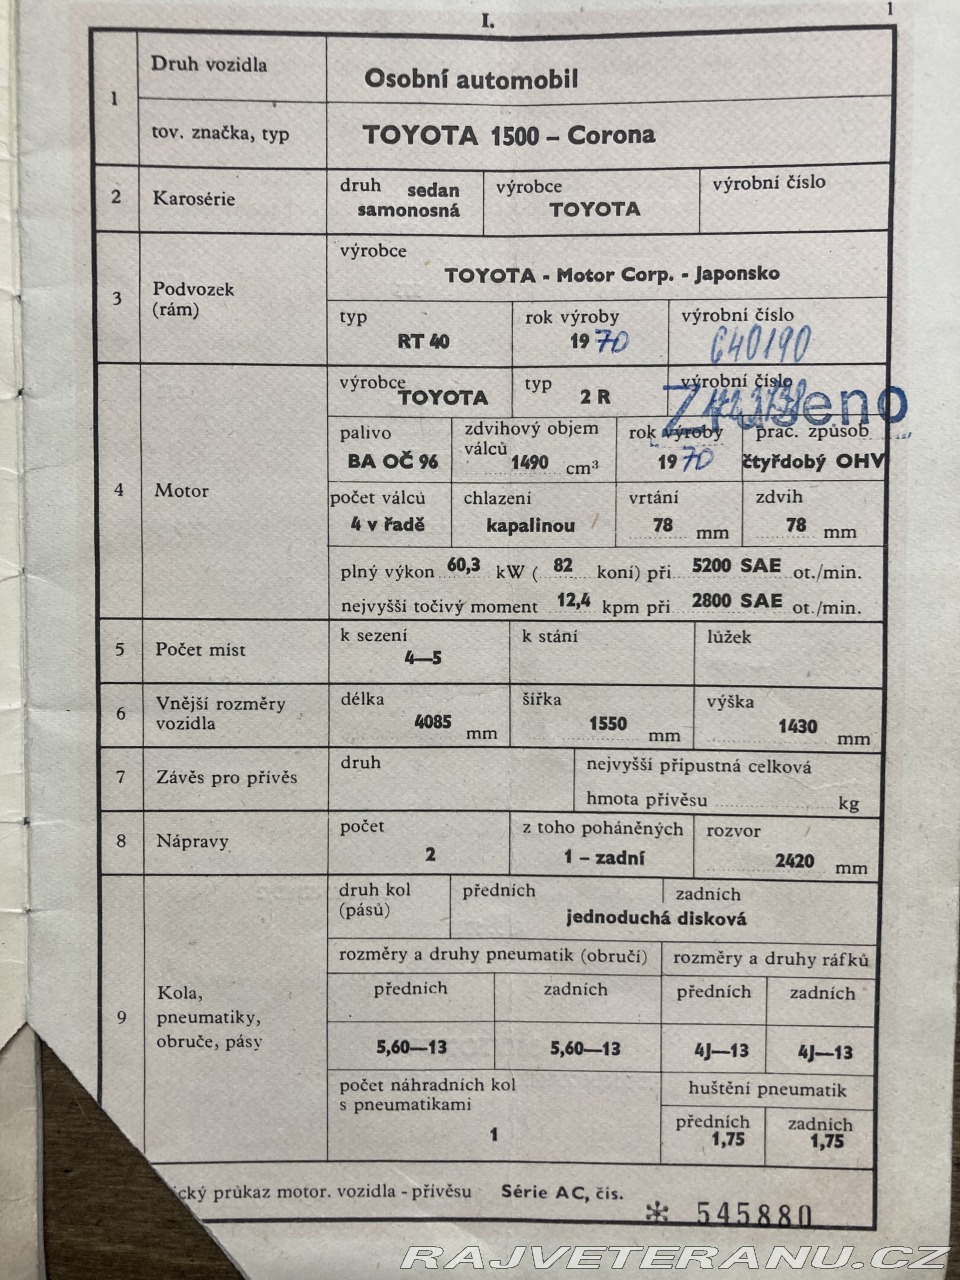 I.
1
1
Druh vozidla
Osobní automobil
tov. značka, typ
TOYOTA 1500 – Corona
2
Karosérie
druh sedan
samonosná
výrobce
TOYOTA
výrobní číslo
3
Podvozek
(rám)
výrobce
TOYOTA - Motor Corp. - Japonsko
typ
RT 40
rok výroby
19 70
výrobní číslo
640190
4
Motor
výrobce
TOYOTA
typ
2 R
výrobní číslo
Zrušeno
palivo
BA OČ 96
zdvihový objem
válců
1490 cm³
rok výroby
19 70
prac. způsob
čtyřdobý OHV
počet válců
4 v řadě
chlazení
kapalinou
vrtání
78 mm
zdvih
78 mm
plný výkon 60,3 kW ( 82 koní) při 5200 SAE ot./min.
nejvyšší točivý moment 12,4 kpm při 2800 SAE ot./min.
5
Počet míst
k sezení
4—5
k stání
lůžek
6
Vnější rozměry
vozidla
délka
4085 mm
šířka
1550 mm
výška
1430 mm
7
Závěs pro přívěs
druh
nejvyšší připustná celková
hmota přívěsu kg
8
Nápravy
počet
2
z toho poháněných
1 – zadní
rozvor
2420 mm
9
Kola,
pneumatiky,
obruče, pásy
druh kol
(pásů)
předních
zadních
jednoduchá disková
rozměry a druhy pneumatik (obručí)
rozměry a druhy ráfků
předních
zadních
předních
zadních
5,60—13
5,60—13
4J—13
4J—13
počet náhradních kol
s pneumatikami
1
huštění pneumatik
předních
1,75
zadních
1,75
ický průkaz motor. vozidla - přívěsu Série AC, čís.
* 545880
RAJVETERANU.CZ